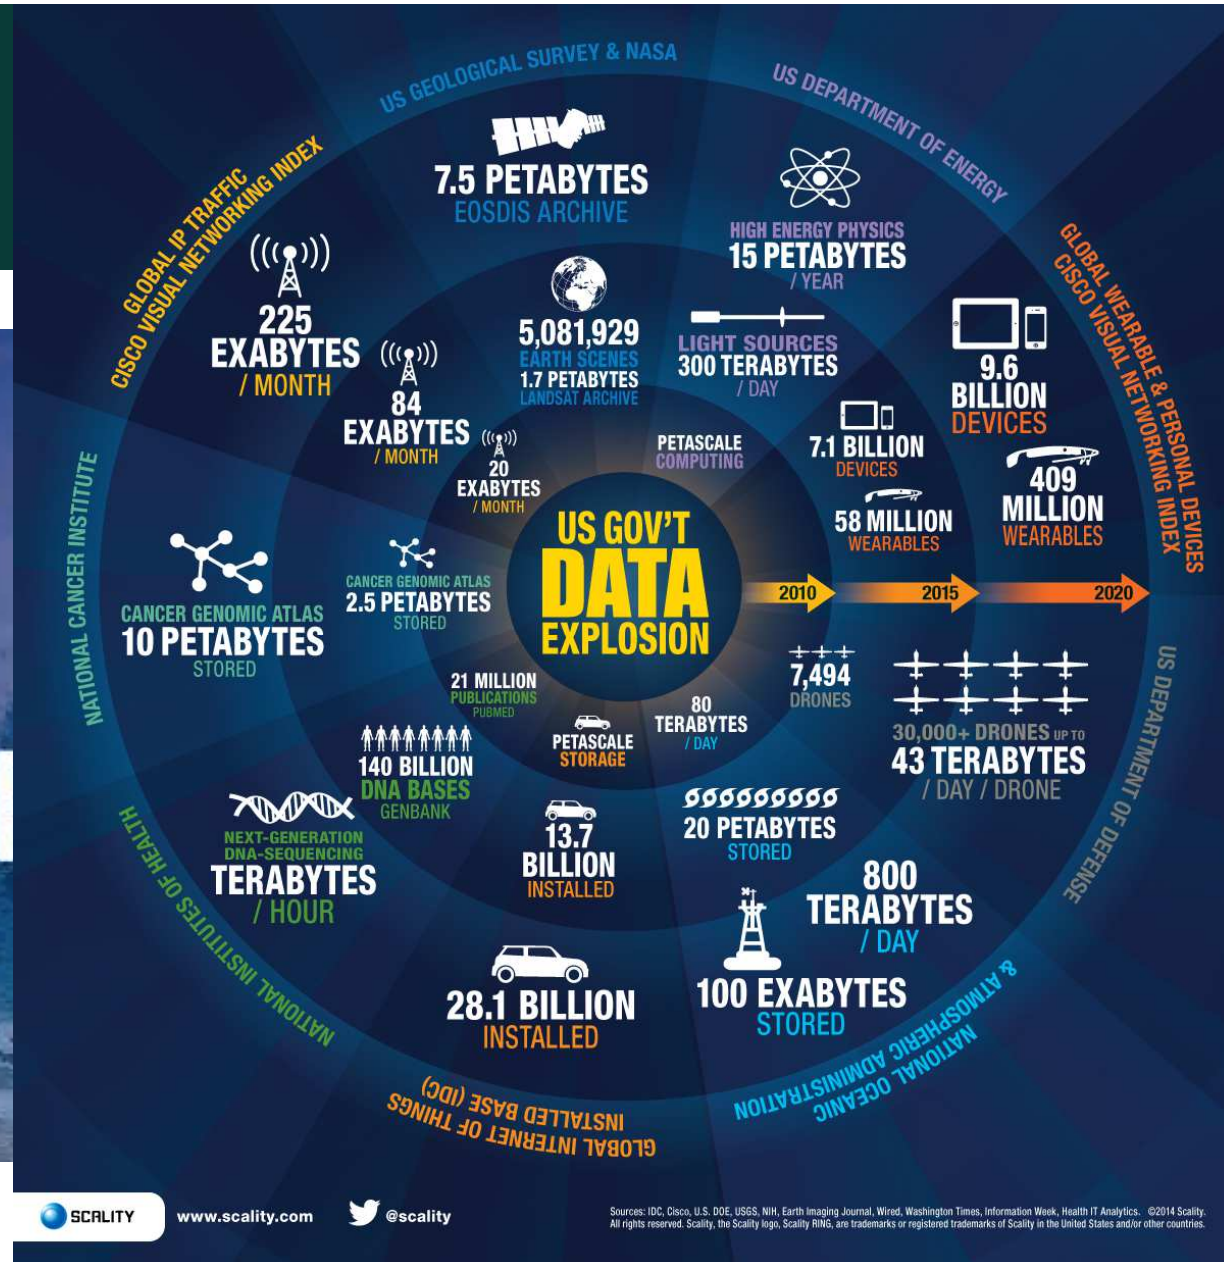 US GEOLOGICAL SURVEY & NASA
7.5 PETABYTES
EOSDIS ARCHIVE
5,081,929
EARTH SCENES
1.7 PETABYTES
LANDSAT ARCHIVE
US DEPARTMENT OF ENERGY
HIGH ENERGY PHYSICS
15 PETABYTES
/ YEAR
LIGHT SOURCES
300 TERABYTES
/ DAY
PETASCALE
COMPUTING
GLOBAL WEARABLE & PERSONAL DEVICES
CISCO VISUAL NETWORKING INDEX
9.6
BILLION
DEVICES
409
MILLION
WEARABLES
7.1 BILLION
DEVICES
58 MILLION
WEARABLES
US GOV'T
DATA
EXPLOSION
2010
2015
2020
US DEPARTMENT OF DEFENSE
7,494
DRONES
30,000+ DRONES UP TO
43 TERABYTES
/ DAY / DRONE
NATIONAL OCEANIC
& ATMOSPHERIC ADMINISTRATION
80
TERABYTES
/ DAY
20 PETABYTES
STORED
800
TERABYTES
/ DAY
100 EXABYTES
STORED
GLOBAL INTERNET OF THINGS
INSTALLED BASE (IDC)
PETASCALE
STORAGE
13.7
BILLION
INSTALLED
28.1 BILLION
INSTALLED
NATIONAL INSTITUTES OF HEALTH
21 MILLION
PUBLICATIONS
PUBMED
140 BILLION
DNA BASES
GENBANK
NEXT-GENERATION
DNA-SEQUENCING
TERABYTES
/ HOUR
NATIONAL CANCER INSTITUTE
CANCER GENOMIC ATLAS
2.5 PETABYTES
STORED
CANCER GENOMIC ATLAS
10 PETABYTES
STORED
GLOBAL IP TRAFFIC
CISCO VISUAL NETWORKING INDEX
225
EXABYTES
/ MONTH
84
EXABYTES
/ MONTH
20
EXABYTES
/ MONTH
SCALITY
www.scality.com
@scality
Sources: IDC, Cisco, U.S. DOE, USGS, NIH, Earth Imaging Journal, Wired, Washington Times, Information Week, Health IT Analytics. ©2014 Scality.
All rights reserved. Scality, the Scality logo, Scality RING, are trademarks or registered trademarks of Scality in the United States and/or other countries.